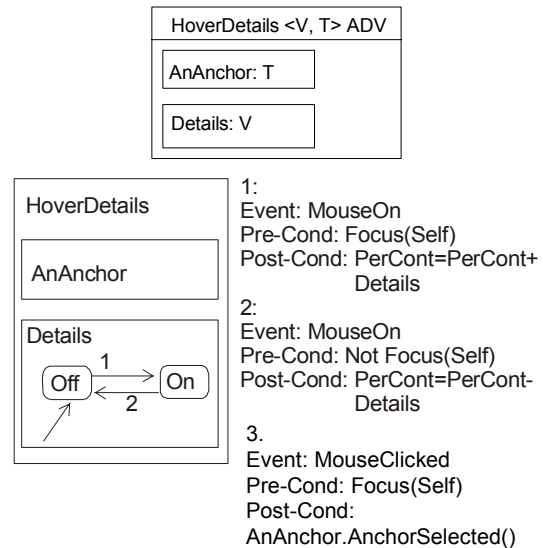 HoverDetails <V, T> ADV
AnAnchor: T
Details: V
HoverDetails
AnAnchor
Details
Off
1
2
On
1:
Event: MouseOn
Pre-Cond: Focus(Self)
Post-Cond: PerCont=PerCont+
Details
2:
Event: MouseOn
Pre-Cond: Not Focus(Self)
Post-Cond: PerCont=PerCont-
Details
3.
Event: MouseClicked
Pre-Cond: Focus(Self)
Post-Cond:
AnAnchor.AnchorSelected()